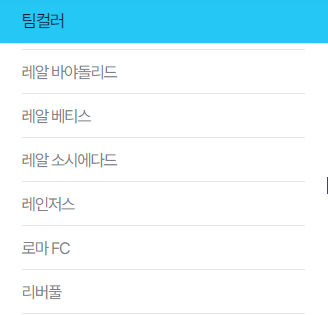 팀컬러
레알 바야돌리드
레알 베티스
레알 소시에다드
레인저스
로마 FC
리버풀